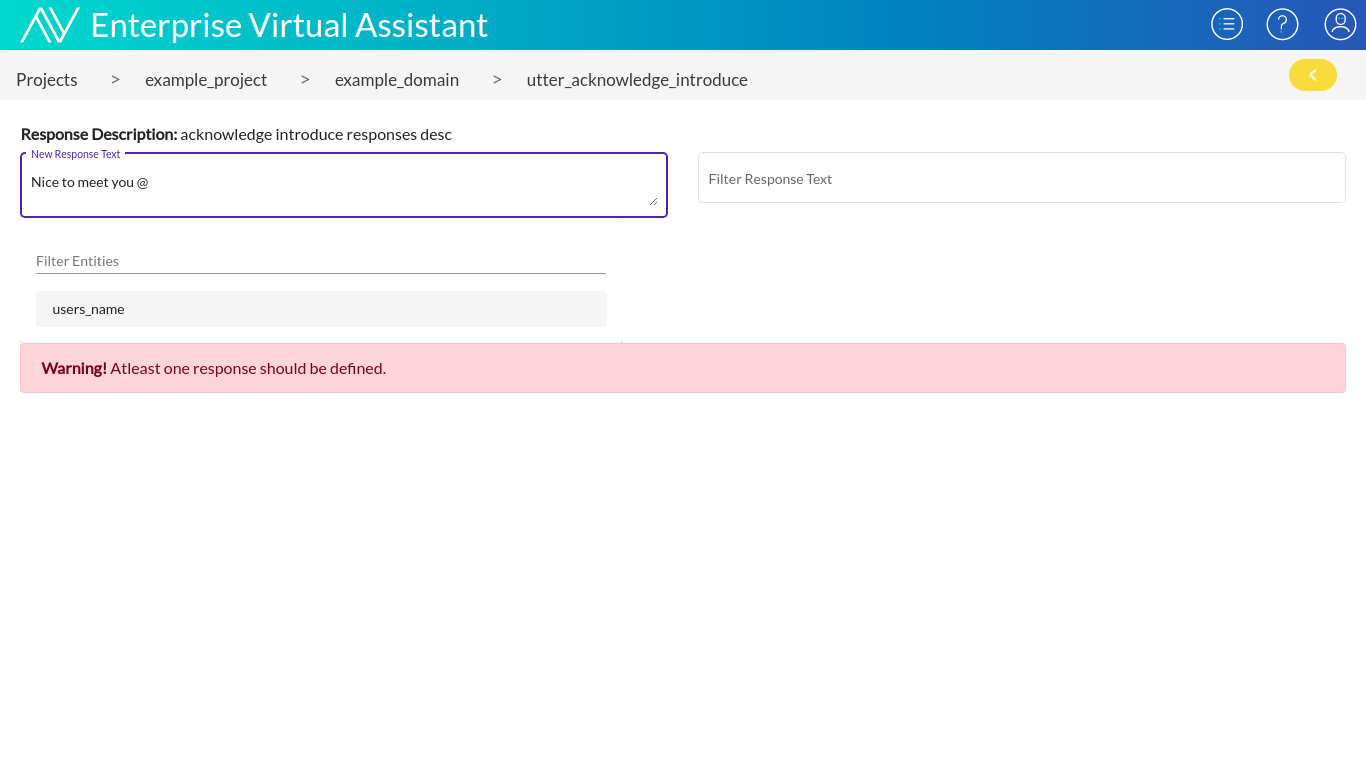 Enterprise Virtual Assistant
Projects > example_project > example_domain > utter_acknowledge_introduce
Response Description: acknowledge introduce responses desc
New Response Text
Nice to meet you @
Filter Response Text
Filter Entities
users_name
Warning! Atleast one response should be defined.